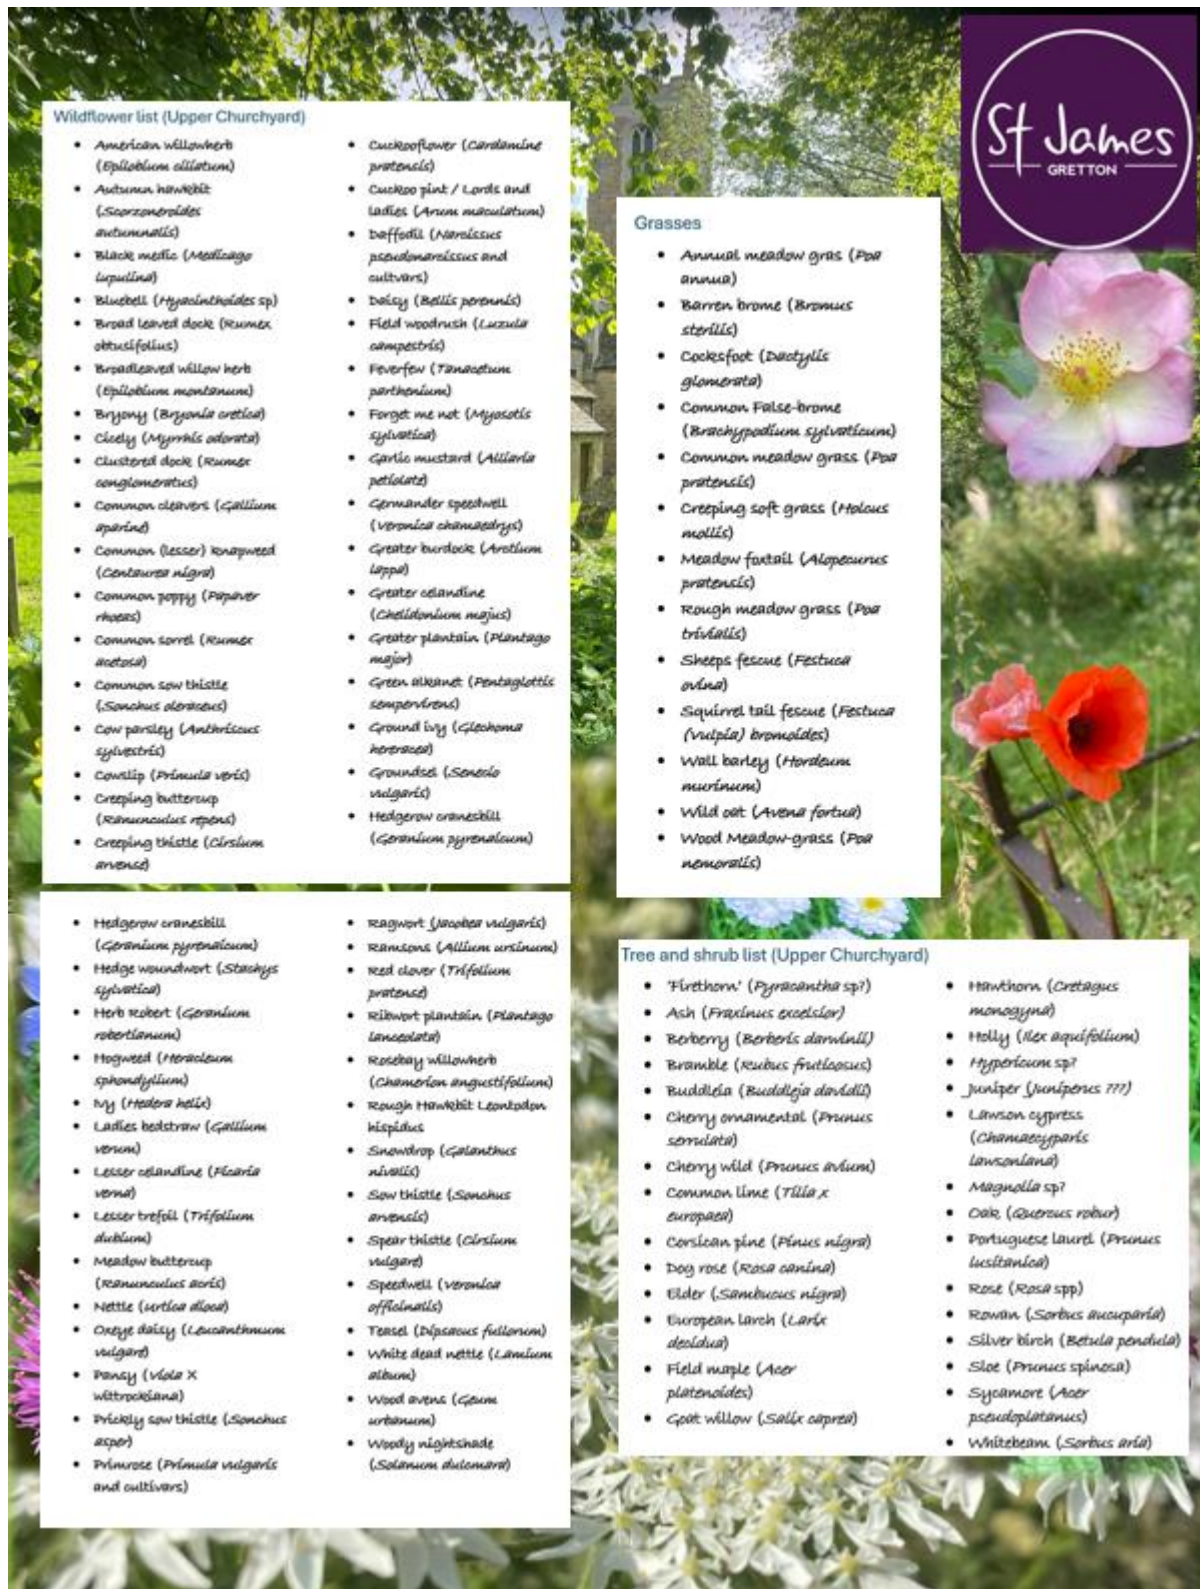 St James
GRETTON
Wildflower list (Upper Churchyard)
• American willowherb
(Epilobium ciliatum)
• Autumn hawkbit
(Scorzoneroides
autumnalis)
• Black medic (Medicago
lupulina)
• Bluebell (Hyacinthoides sp)
• Broad leaved dock (Rumex
obtusifolius)
• Broadleaved willow herb
(Epilobium montanum)
• Bryony (Bryonia cretica)
• Cicely (Myrrhis odorata)
• Clustered dock (Rumex
conglomeratus)
• Common cleavers (Gallium
aparine)
• Common (lesser) knapweed
(Centaurea nigra)
• Common poppy (Papaver
rhoeas)
• Common sorrel (Rumex
acetosa)
• Common sow thistle
(Sonchus oleraceus)
• Cow parsley (Anthriscus
sylvestris)
• Cowslip (Primula veris)
• Creeping buttercup
(Ranunculus repens)
• Creeping thistle (Cirsium
arvense)
• Cuckooflower (Cardamine
pratensis)
• Cuckoo pint / Lords and
ladies (Arum maculatum)
• Daffodil (Narcissus
pseudonarcissus and
cultvars)
• Daisy (Bellis perennis)
• Field woodrush (Luzula
campestris)
• Feverfew (Tanacetum
parthenium)
• Forget me not (Myosotis
sylvatica)
• Garlic mustard (Alliaria
petiolate)
• Germander speedwell
(Veronica chamaedrys)
• Greater burdock (Arctium
lappa)
• Greater celandine
(Chelidonium majus)
• Greater plantain (Plantago
major)
• Green alkanet (Pentaglottis
sempervirens)
• Ground ivy (Glechoma
hereracea)
• Groundsel (Senecio
vulgaris)
• Hedgerow cranesbill
(Geranium pyrenaicum)
Grasses
• Annual meadow gras (Poa
annua)
• Barren brome (Bromus
sterilis)
• Cocksfoot (Dactylis
glomerata)
• Common False-brome
(Brachypodium sylvaticum)
• Common meadow grass (Poa
pratensis)
• Creeping soft grass (Holcus
mollis)
• Meadow foxtail (Alopecurus
pratensis)
• Rough meadow grass (Poa
trivialis)
• Sheeps fescue (Festuca
ovina)
• Squirrel tail fescue (Festuca
(Vulpia) bromoides)
• Wall barley (Hordeum
murinum)
• Wild oat (Avena fortua)
• Wood Meadow-grass (Poa
nemoralis)
• Hedgerow cranesbill
(Geranium pyrenaicum)
• Hedge woundwort (Stachys
sylvatica)
• Herb Robert (Geranium
robertianum)
• Hogweed (Heracleum
sphondylium)
• Ivy (Hedera helix)
• Ladies bedstraw (Gallium
verum)
• Lesser celandine (Ficaria
verna)
• Lesser trefoil (Trifolium
dubium)
• Meadow buttercup
(Ranunculus acris)
• Nettle (Urtica dioca)
• Oxeye daisy (Leucanthmum
vulgare)
• Pansy (Viola X
wittrockiana)
• Prickly sow thistle (Sonchus
asper)
• Primrose (Primula vulgaris
and cultivars)
• Ragwort (Jacobea vulgaris)
• Ramsons (Allium ursinum)
• Red clover (Trifolium
pratense)
• Ribwort plantain (Plantago
lanceolata)
• Rosebay willowherb
(Chamerion angustifolium)
• Rough Hawkbit Leontodon
hispidus
• Snowdrop (Galanthus
nivalis)
• Sow thistle (Sonchus
arvensis)
• Spear thistle (Cirsium
vulgare)
• Speedwell (Veronica
officinalis)
• Teasel (Dipsacus fullorum)
• White dead nettle (Lamium
album)
• Wood avens (Geum
urbanum)
• Woody nightshade
(Solanum dulcmara)
Tree and shrub list (Upper Churchyard)
• 'Firethorn' (Pyracantha sp?)
• Ash (Fraxinus excelsior)
• Berberry (Berberis darwinii)
• Bramble (Rubus fruticosus)
• Buddleia (Buddleja davidii)
• Cherry ornamental (Prunus
serrulata)
• Cherry wild (Prunus avium)
• Common lime (Tilia x
europaea)
• Corsican pine (Pinus nigra)
• Dog rose (Rosa canina)
• Elder (Sambucus nigra)
• European larch (Larix
decidua)
• Field maple (Acer
platenoides)
• Goat willow (Salix caprea)
• Hawthorn (Cretagus
monogyna)
• Holly (Ilex aquifolium)
• Hypericum sp?
• Juniper (Juniperus ???)
• Lawson cypress
(Chamaecyparis
lawsoniana)
• Magnolia sp?
• Oak (Quercus robur)
• Portuguese laurel (Prunus
lusitanica)
• Rose (Rosa spp)
• Rowan (Sorbus aucuparia)
• Silver birch (Betula pendula)
• Sloe (Prunus spinosa)
• Sycamore (Acer
pseudoplatanus)
• Whitebeam (Sorbus aria)